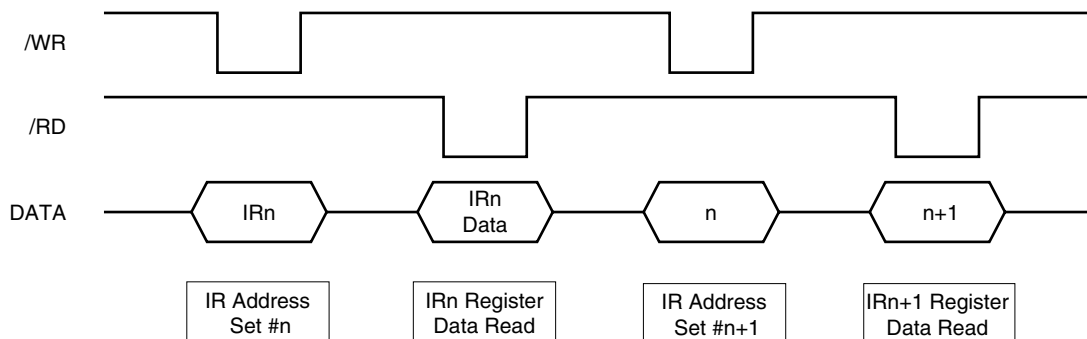 /WR
/RD
DATA
IRn
IRn
Data
n
n+1
IR Address
Set #n
IRn Register
Data Read
IR Address
Set #n+1
IRn+1 Register
Data Read